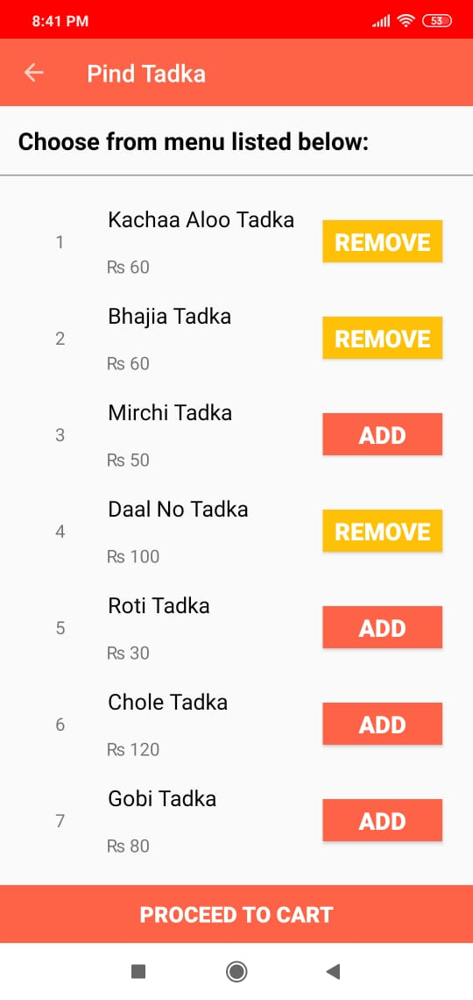 8:41 PM
53
Pind Tadka
Choose from menu listed below:
Kachaa Aloo Tadka
1
REMOVE
Rs 60
Bhajia Tadka
2
REMOVE
Rs 60
Mirchi Tadka
3
ADD
Rs 50
Daal No Tadka
4
REMOVE
Rs 100
Roti Tadka
5
ADD
Rs 30
Chole Tadka
6
ADD
Rs 120
Gobi Tadka
7
ADD
Rs 80
PROCEED TO CART